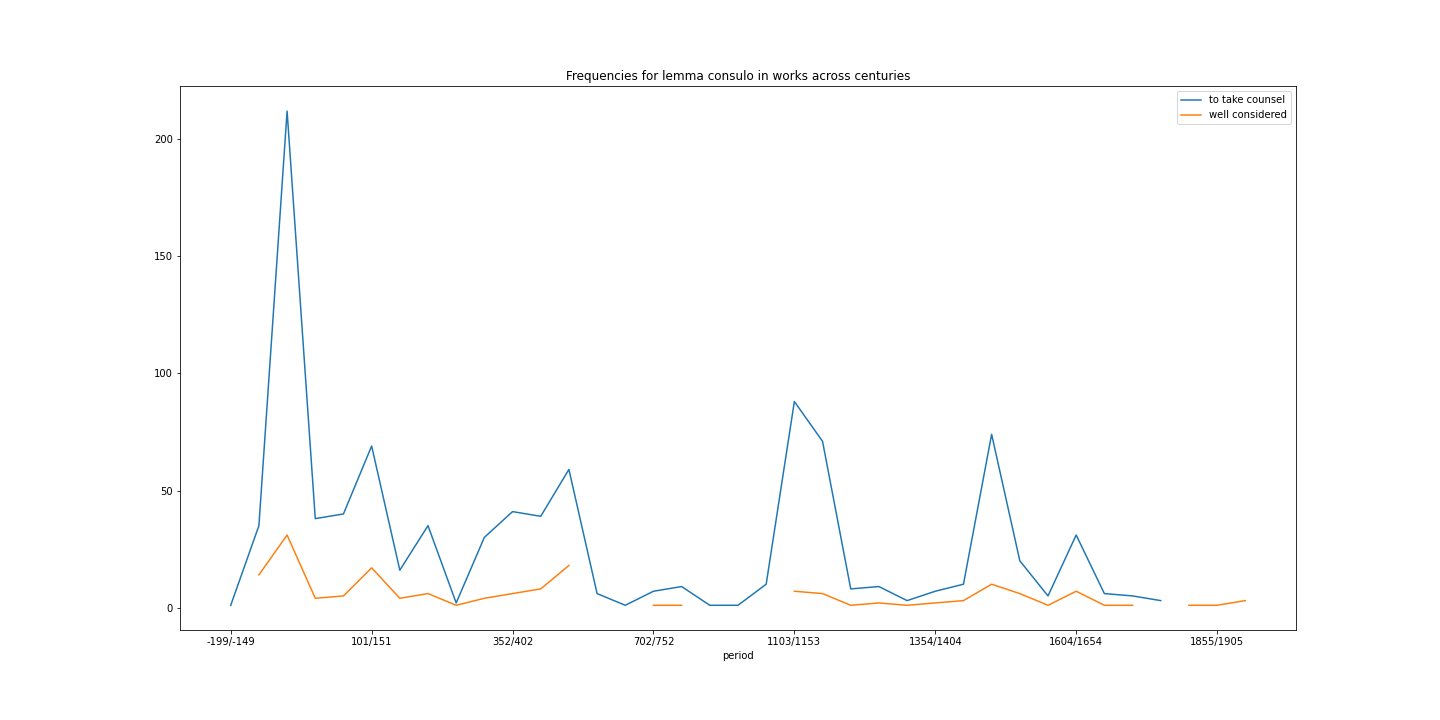 Frequencies for lemma consulo in works across centuries
to take counsel
well considered
200
150
100
50
0
-199/-149 101/151 352/402 702/752 1103/1153 1354/1404 1604/1654 1855/1905
period